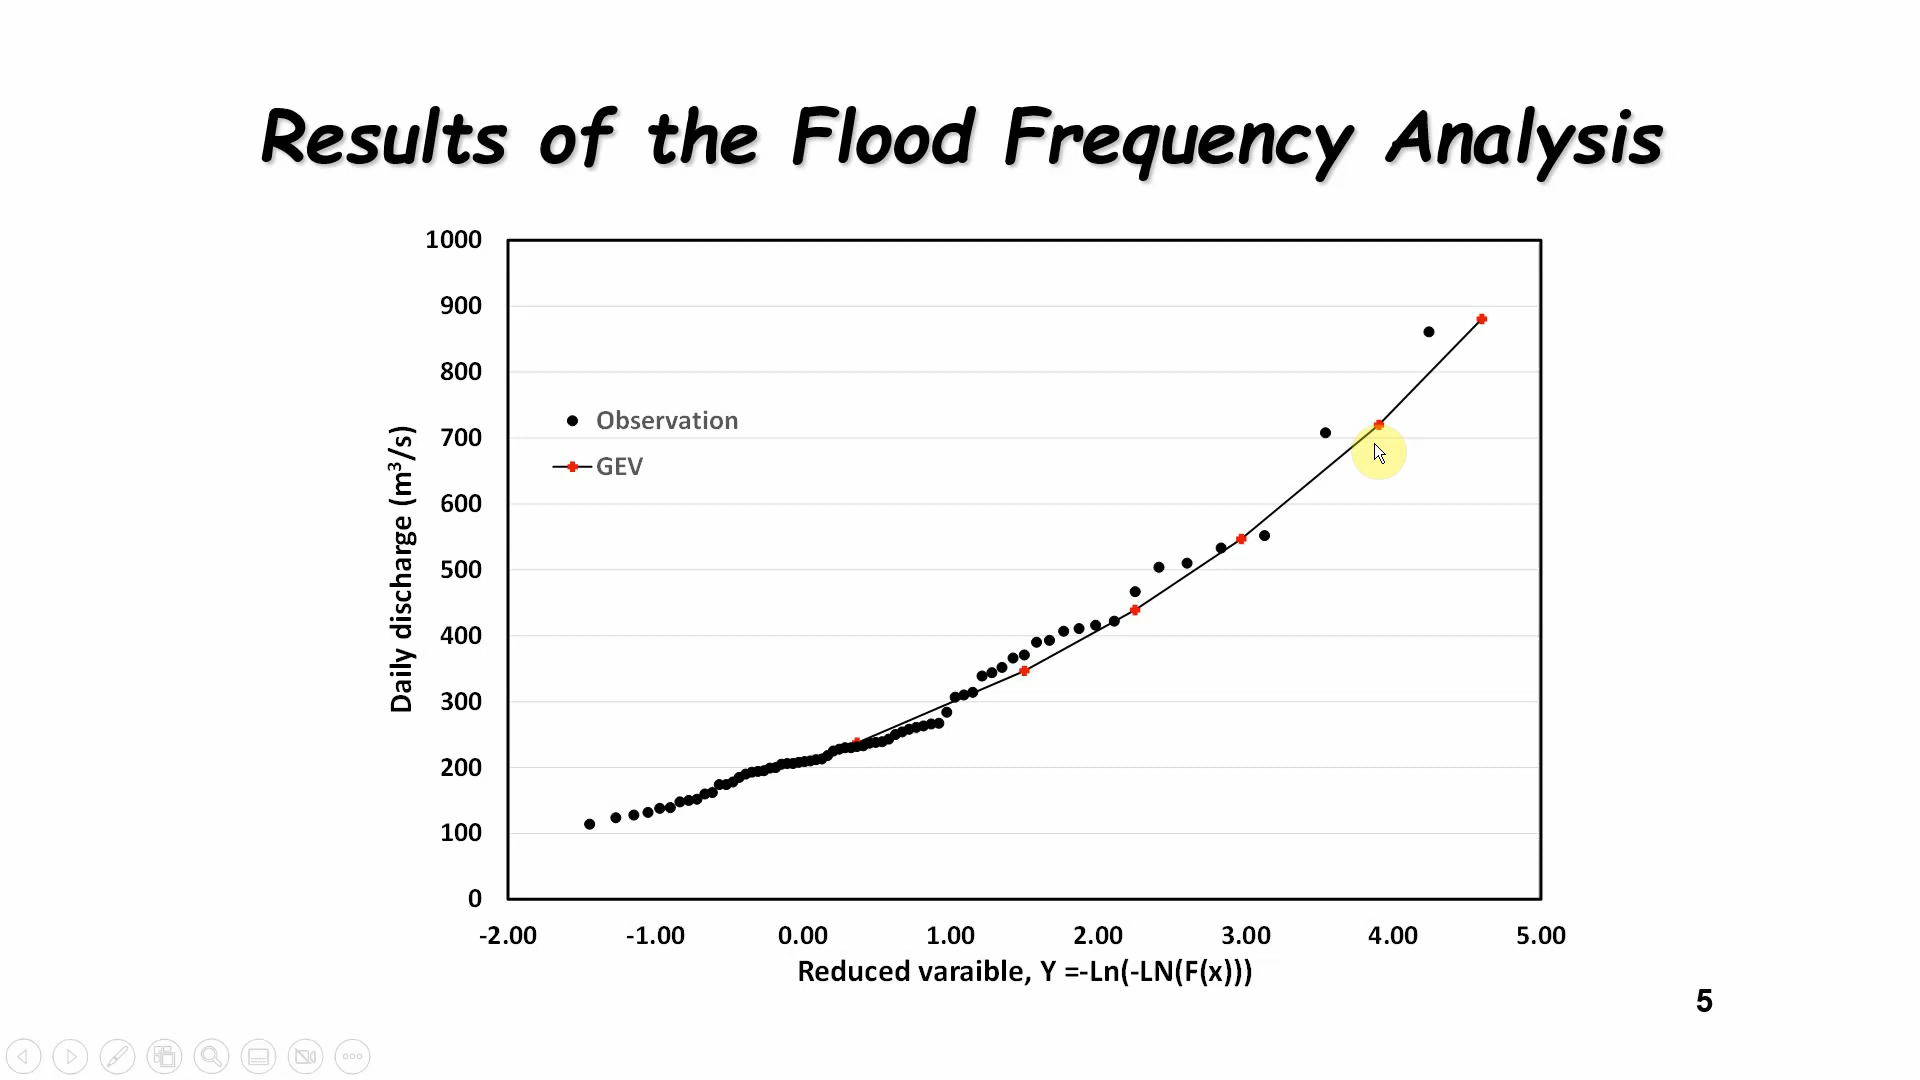 Results of the Flood Frequency Analysis
1000
900
800
700
600
500
400
300
200
100
0
Daily discharge (m³/s)
Observation
GEV
-2.00 -1.00 0.00 1.00 2.00 3.00 4.00 5.00
Reduced varaible, Y =-Ln(-LN(F(x)))
5